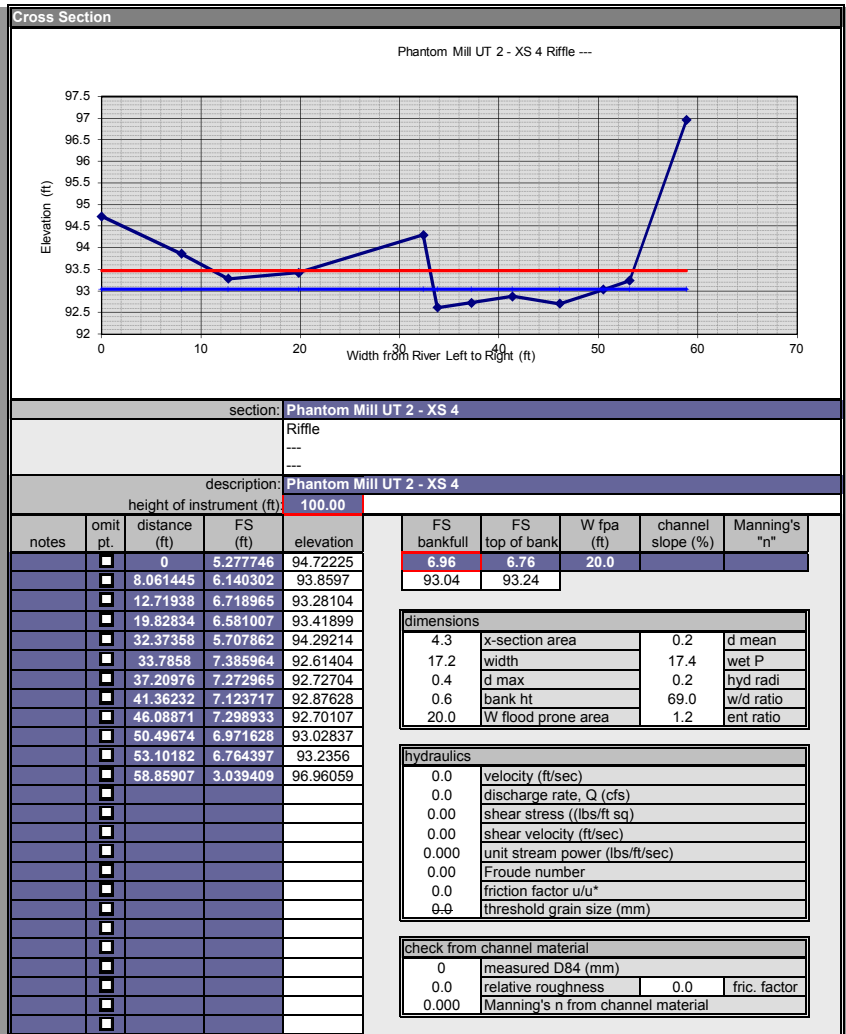 Cross Section
Phantom Mill UT 2 - XS 4 Riffle ---
97.5
97
96.5
96
95.5
95
94.5
94
93.5
93
92.5
92
Elevation (ft)
0 10 20 30 40 50 60 70
Width from River Left to Right (ft)
section: Phantom Mill UT 2 - XS 4
Riffle
---
---
description: Phantom Mill UT 2 - XS 4
height of instrument (ft): 100.00
notes omit pt. distance (ft) FS (ft) elevation
0 5.277746 94.72225
8.061445 6.140302 93.8597
12.71938 6.718965 93.28104
19.82834 6.581007 93.41899
32.37358 5.707862 94.29214
33.7858 7.385964 92.61404
37.20976 7.272965 92.72704
41.36232 7.123717 92.87628
46.08871 7.298933 92.70107
50.49674 6.971628 93.02837
53.10182 6.764397 93.2356
58.85907 3.039409 96.96059
FS bankfull FS top of bank W fpa (ft) channel slope (%) Manning's "n"
6.96 6.76 20.0
93.04 93.24
dimensions
4.3 x-section area 0.2 d mean
17.2 width 17.4 wet P
0.4 d max 0.2 hyd radi
0.6 bank ht 69.0 w/d ratio
20.0 W flood prone area 1.2 ent ratio
hydraulics
0.0 velocity (ft/sec)
0.0 discharge rate, Q (cfs)
0.00 shear stress ((lbs/ft sq)
0.00 shear velocity (ft/sec)
0.000 unit stream power (lbs/ft/sec)
0.00 Froude number
0.0 friction factor u/u*
0.0 threshold grain size (mm)
check from channel material
0 measured D84 (mm)
0.0 relative roughness 0.0 fric. factor
0.000 Manning's n from channel material